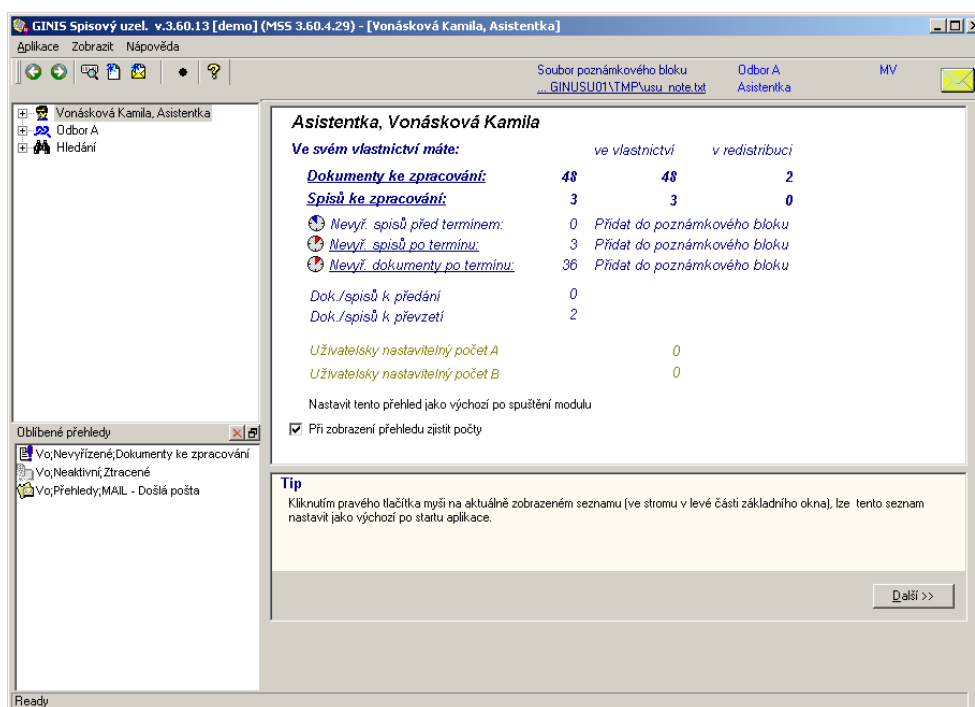 GINIS Spisový uzel.  v.3.60.13 [demo] (MSS 3.60.4.29) - [Vonásková Kamila, Asistentka]
Aplikace Zobrazit Nápověda
Soubor poznámkového bloku Odbor A MV
... GINUSU01\TMP\usu_note.txt Asistentka
Vonásková Kamila, Asistentka
Odbor A
Hledání
Asistentka, Vonásková Kamila
Ve svém vlastnictví máte: ve vlastnictví v redistribuci
Dokumenty ke zpracování: 48 48 2
Spisů ke zpracování: 3 3 0
Nevyř. spisů před termínem: 0 Přidat do poznámkového bloku
Nevyř. spisů po termínu: 3 Přidat do poznámkového bloku
Nevyř. dokumenty po termínu: 36 Přidat do poznámkového bloku
Dok./spisů k předání 0
Dok./spisů k převzetí 2
Uživatelsky nastavitelný počet A 0
Uživatelsky nastavitelný počet B 0
Nastavit tento přehled jako výchozí po spuštění modulu
Při zobrazení přehledu zjistit počty
Oblíbené přehledy
Vo;Nevyřízené;Dokumenty ke zpracování
Vo;Neaktivní;Ztracené
Vo;Přehledy;MAIL - Došlá pošta
Tip
Kliknutím pravého tlačítka myši na aktuálně zobrazeném seznamu (ve stromu v levé části základního okna), lze tento seznam
nastavit jako výchozí po startu aplikace.
Další >>
Ready